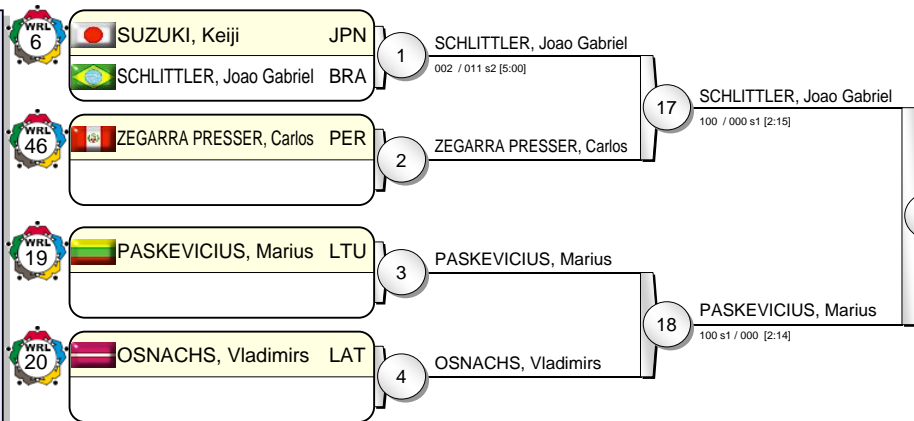 WRL
6
SUZUKI, Keiji JPN
SCHLITTLER, Joao Gabriel BRA
1
SCHLITTLER, Joao Gabriel
002 / 011 s2 [5:00]
WRL
46
ZEGARRA PRESSER, Carlos PER
2
ZEGARRA PRESSER, Carlos
17
SCHLITTLER, Joao Gabriel
100 / 000 s1 [2:15]
WRL
19
PASKEVICIUS, Marius LTU
3
PASKEVICIUS, Marius
WRL
20
OSNACHS, Vladimirs LAT
4
OSNACHS, Vladimirs
18
PASKEVICIUS, Marius
100 s1 / 000 [2:14]